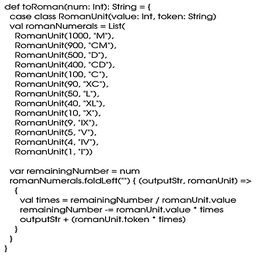 def toRoman(num: Int): String = {
case class RomanUnit(value: Int, token: String)
val romanNumerals = List(
RomanUnit(1000, "M"),
RomanUnit(900, "CM"),
RomanUnit(500, "D"),
RomanUnit(400, "CD"),
RomanUnit(100, "C"),
RomanUnit(90, "XC"),
RomanUnit(50, "L"),
RomanUnit(40, "XL"),
RomanUnit(10, "X"),
RomanUnit(9, "IX"),
RomanUnit(5, "V"),
RomanUnit(4, "IV"),
RomanUnit(1, "I"))
var remainingNumber = num
romanNumerals.foldLeft("") { (outputStr, romanUnit) =>
{
val times = remainingNumber / romanUnit.value
remainingNumber -= romanUnit.value * times
outputStr + (romanUnit.token * times)
}
}
}